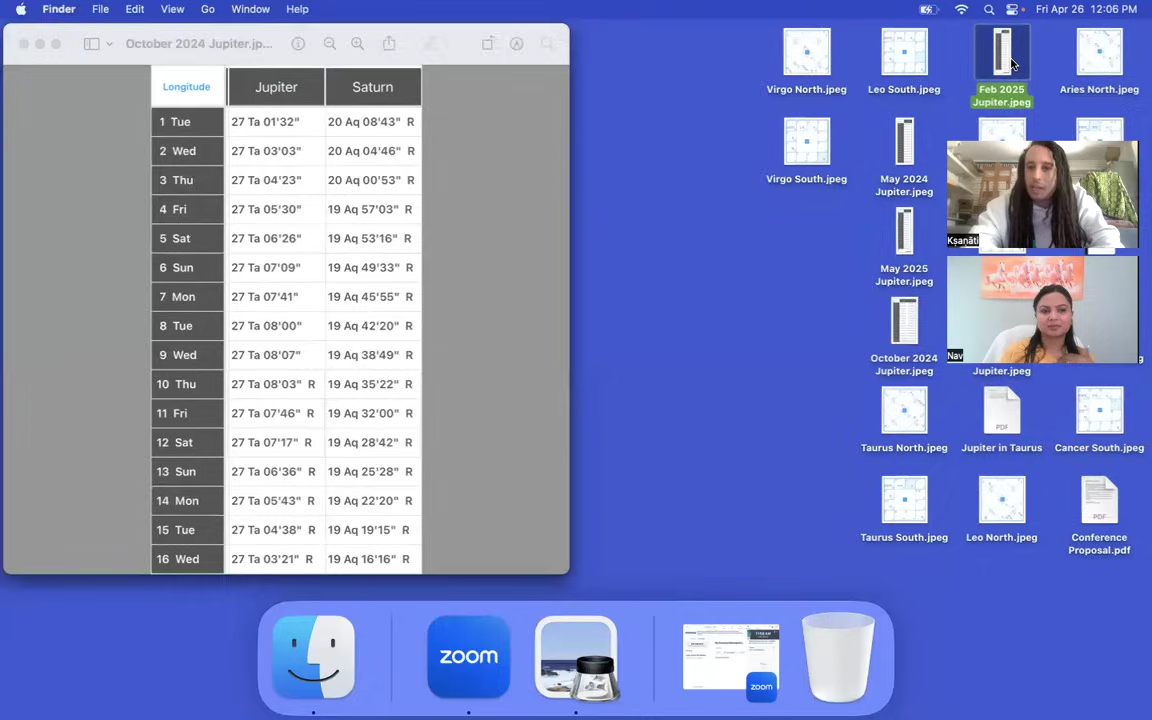 Finder File Edit View Go Window Help
Fri Apr 26 12:06 PM
October 2024 Jupiter.jp...
Longitude Jupiter Saturn
1 Tue 27 Ta 01'32" 20 Aq 08'43" R
2 Wed 27 Ta 03'03" 20 Aq 04'46" R
3 Thu 27 Ta 04'23" 20 Aq 00'53" R
4 Fri 27 Ta 05'30" 19 Aq 57'03" R
5 Sat 27 Ta 06'26" 19 Aq 53'16" R
6 Sun 27 Ta 07'09" 19 Aq 49'33" R
7 Mon 27 Ta 07'41" 19 Aq 45'55" R
8 Tue 27 Ta 08'00" 19 Aq 42'20" R
9 Wed 27 Ta 08'07" 19 Aq 38'49" R
10 Thu 27 Ta 08'03" R 19 Aq 35'22" R
11 Fri 27 Ta 07'46" R 19 Aq 32'00" R
12 Sat 27 Ta 07'17" R 19 Aq 28'42" R
13 Sun 27 Ta 06'36" R 19 Aq 25'28" R
14 Mon 27 Ta 05'43" R 19 Aq 22'20" R
15 Tue 27 Ta 04'38" R 19 Aq 19'15" R
16 Wed 27 Ta 03'21" R 19 Aq 16'16" R
Virgo North.jpeg
Leo South.jpeg
Feb 2025
Jupiter.jpeg
Aries North.jpeg
Virgo South.jpeg
May 2024
Jupiter.jpeg
May 2025
Jupiter.jpeg
October 2024
Jupiter.jpeg
Jupiter.jpeg
Kṣanāti
Nav
Taurus North.jpeg
PDF
Jupiter in Taurus
Cancer South.jpeg
Taurus South.jpeg
Leo North.jpeg
PDF
Conference
Proposal.pdf
zoom
zoom